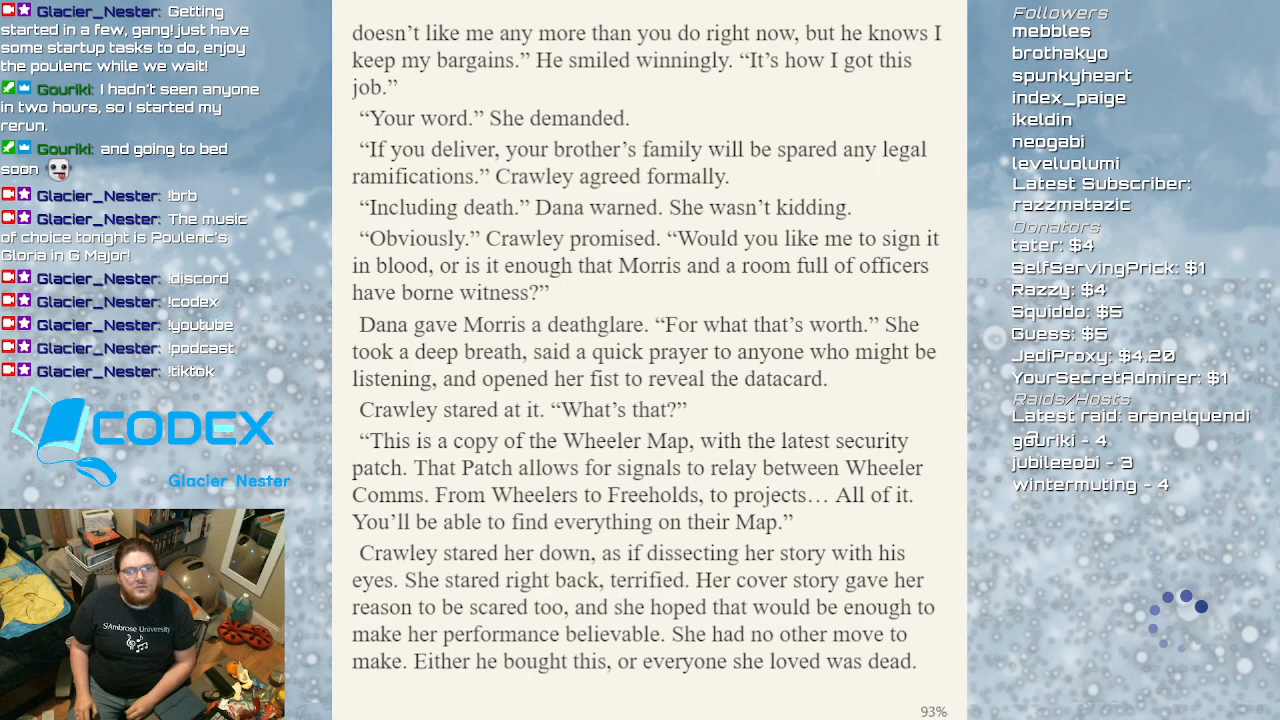 Glacier_Nester: Getting
started in a few, gang! just have
some startup tasks to do, enjoy
the poulenc while we wait!
Gouriki: I hadn't seen anyone
in two hours, so I started my
rerun.
Gouriki: and going to bed
soon
Glacier_Nester: !brb
Glacier_Nester: The music
of choice tonight is Poulenc's
Gloria in G Major!
Glacier_Nester: !discord
Glacier_Nester: !codex
Glacier_Nester: !youtube
Glacier_Nester: !podcast
Glacier_Nester: !tiktok
CODEX
Glacier Nester
StAmbrose University
doesn't like me any more than you do right now, but he knows I
keep my bargains.” He smiled winningly. “It's how I got this
job.”
“Your word.” She demanded.
“If you deliver, your brother's family will be spared any legal
ramifications.” Crawley agreed formally.
“Including death.” Dana warned. She wasn't kidding.
“Obviously.” Crawley promised. “Would you like me to sign it
in blood, or is it enough that Morris and a room full of officers
have borne witness?”
Dana gave Morris a deathglare. “For what that's worth.” She
took a deep breath, said a quick prayer to anyone who might be
listening, and opened her fist to reveal the datacard.
Crawley stared at it. “What's that?”
“This is a copy of the Wheeler Map, with the latest security
patch. That Patch allows for signals to relay between Wheeler
Comms. From Wheelers to Freeholds, to projects… All of it.
You'll be able to find everything on their Map.”
Crawley stared her down, as if dissecting her story with his
eyes. She stared right back, terrified. Her cover story gave her
reason to be scared too, and she hoped that would be enough to
make her performance believable. She had no other move to
make. Either he bought this, or everyone she loved was dead.
93%
Followers
mebbles
brothakyo
spunkyheart
index_paige
ikeldin
neogabi
leveluolumi
Latest Subscriber:
razzmatazic
Donators
tater: $4
SelfServingPrick: $1
Razzy: $4
Squiddo: $5
Guess: $5
JediProxy: $4.20
YourSecretAdmirer: $1
Raids/Hosts
Latest raid: aranelquendi
gouriki - 4
jubileeobi - 3
wintermuting - 4